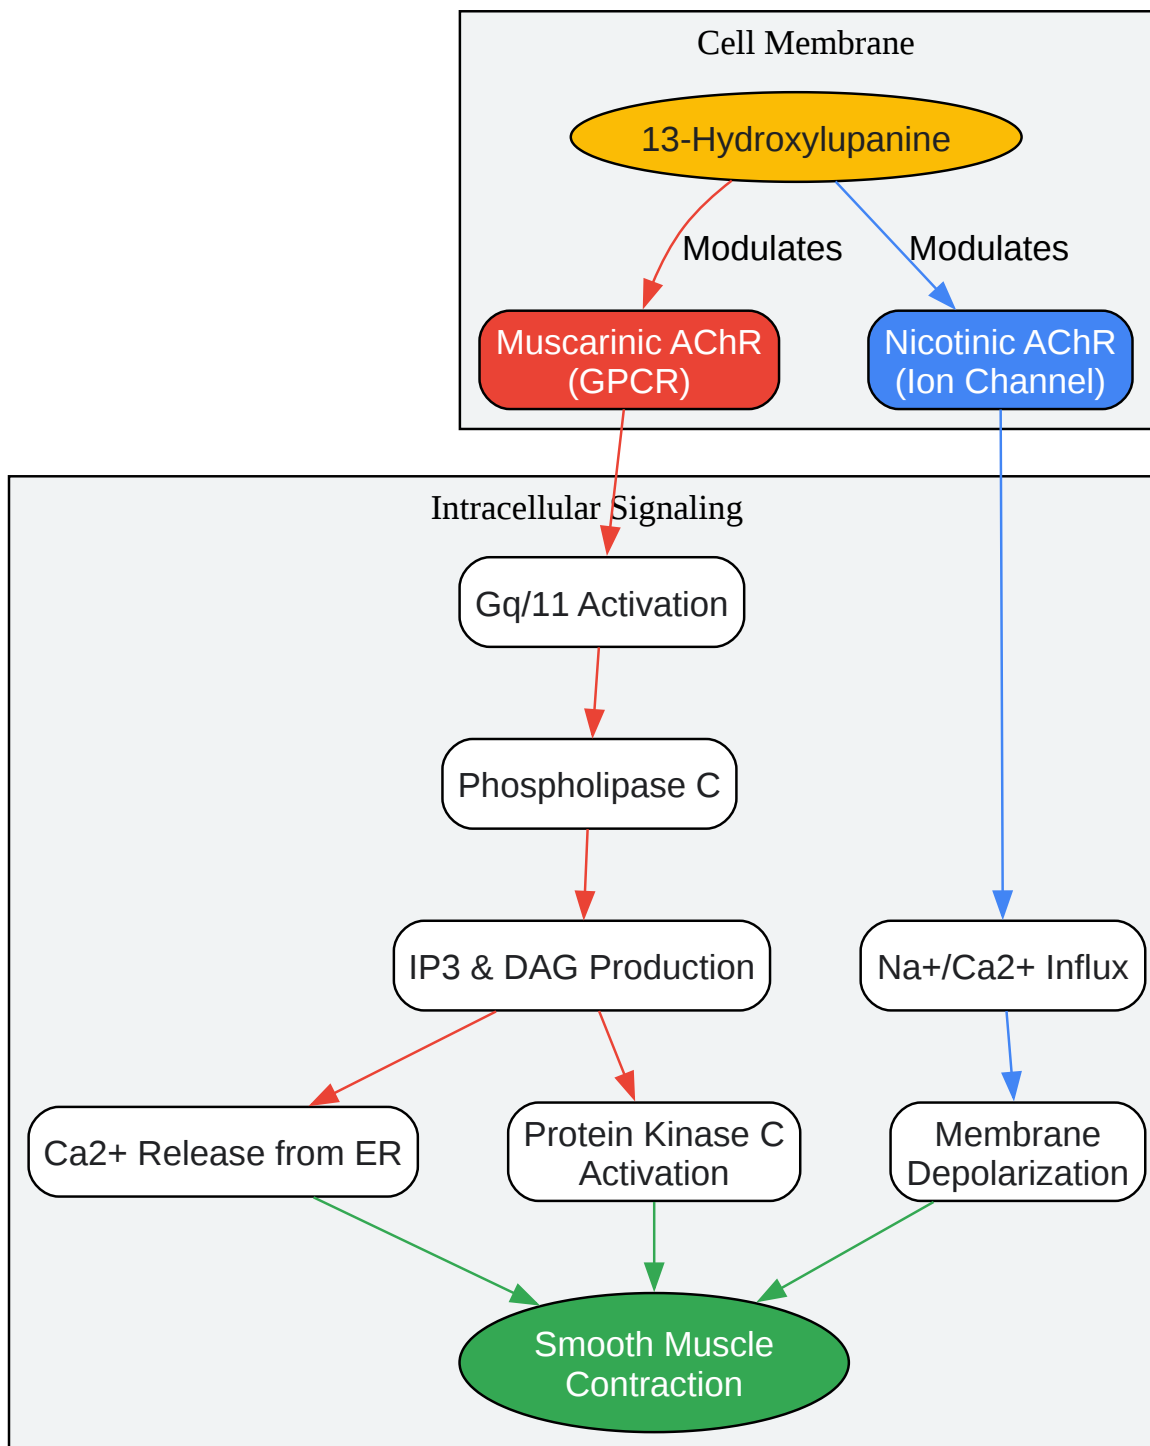 Cell Membrane
13-Hydroxylupanine
Modulates
Modulates
Muscarinic AChR
(GPCR)
Nicotinic AChR
(Ion Channel)
Intracellular Signaling
Gq/11 Activation
Phospholipase C
IP3 & DAG Production
Na+/Ca2+ Influx
Ca2+ Release from ER
Protein Kinase C
Activation
Membrane
Depolarization
Smooth Muscle
Contraction